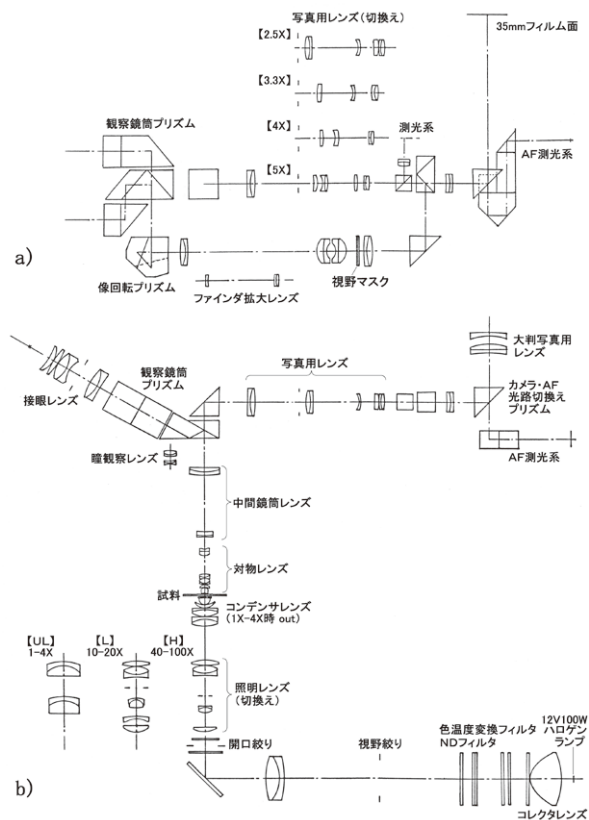 写真用レンズ(切換え)
35mmフィルム面
【2.5X】
【3.3X】
観察鏡筒プリズム
【4X】
測光系
AF測光系
【5X】
a)
像回転プリズム
視野マスク
ファインダ拡大レンズ
観察鏡筒
プリズム
写真用レンズ
大判写真用
レンズ
接眼レンズ
カメラ・AF
光路切換え
プリズム
瞳観察レンズ
AF測光系
中間鏡筒レンズ
対物レンズ
試料
コンデンサレンズ
(1X-4X時 out)
【UL】
1-4X
【L】
10-20X
【H】
40-100X
照明レンズ
(切換え)
開口絞り
視野絞り
色温度変換フィルタ
NDフィルタ
12V100W
ハロゲン
ランプ
コレクタレンズ
b)